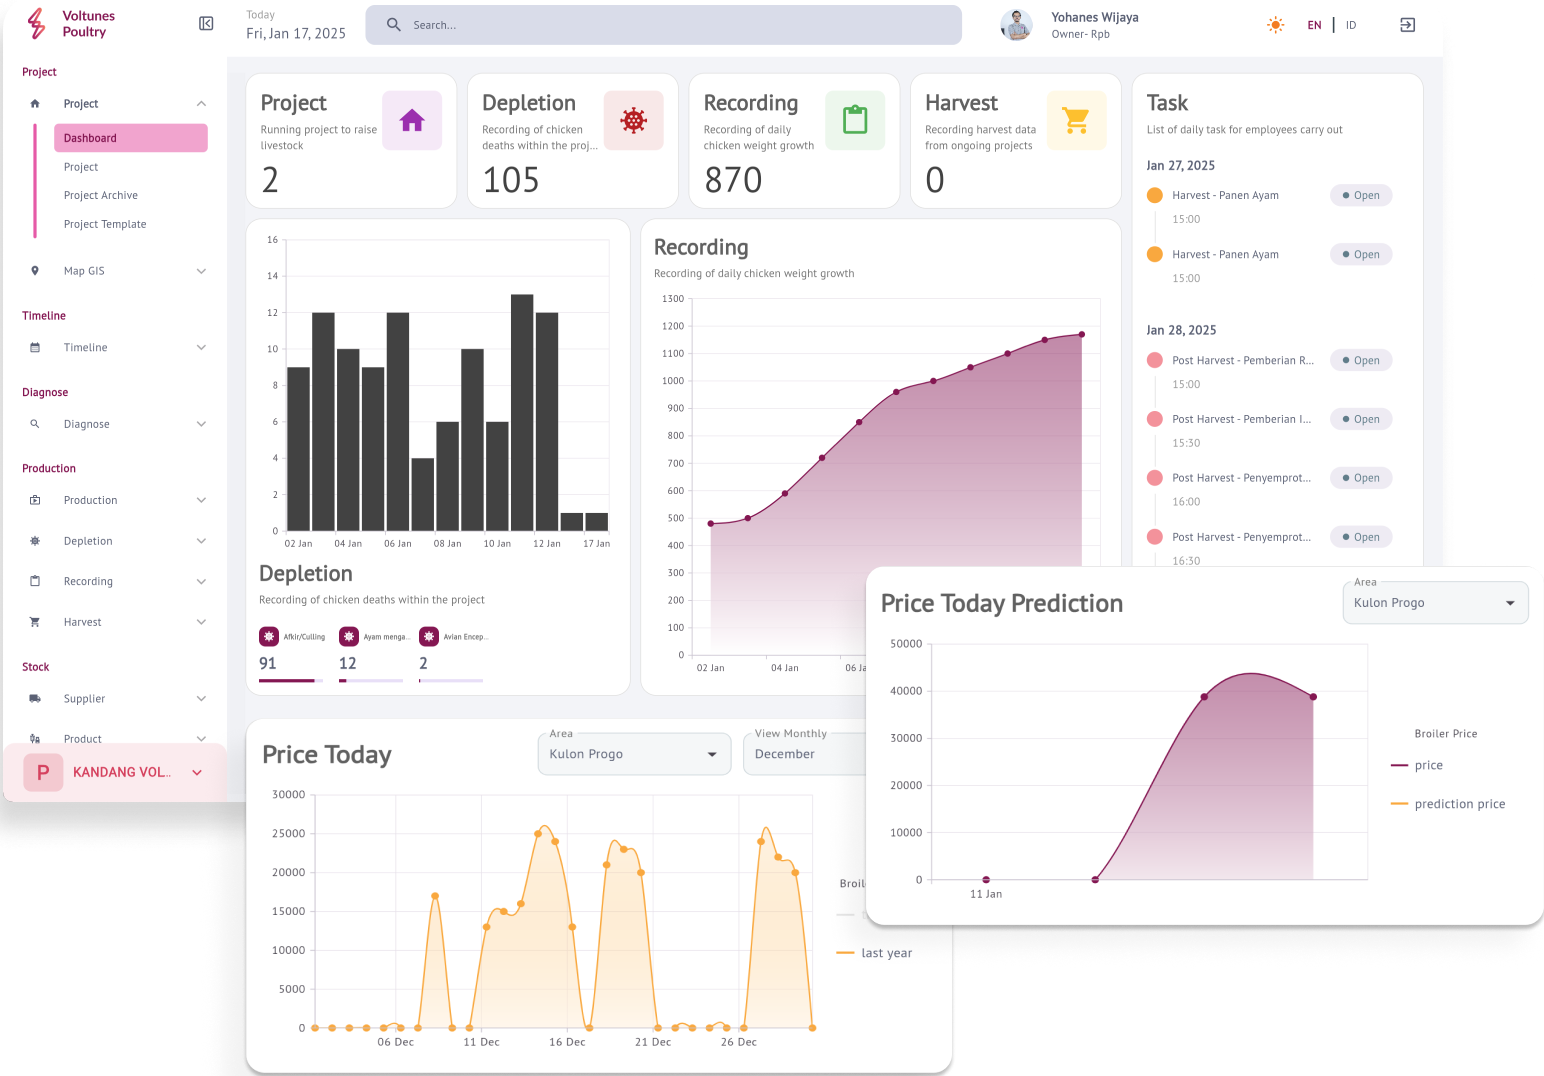 Voltunes
Poultry
Today
Fri, Jan 17, 2025
Search...
Yohanes Wijaya
Owner- Rpb
EN | ID
Project
Project
Dashboard
Project
Project Archive
Project Template
Map GIS
Timeline
Timeline
Diagnose
Diagnose
Production
Production
Depletion
Recording
Harvest
Stock
Supplier
Product
P KANDANG VOL..
Project
Running project to raise
livestock
2
Depletion
Recording of chicken
deaths within the proj...
105
Recording
Recording of daily
chicken weight growth
870
Harvest
Recording harvest data
from ongoing projects
0
Task
List of daily task for employees carry out
Jan 27, 2025
Harvest - Panen Ayam Open
15:00
Harvest - Panen Ayam Open
15:00
Jan 28, 2025
Post Harvest - Pemberian R... Open
15:00
Post Harvest - Pemberian I... Open
15:30
Post Harvest - Penyemprot... Open
16:00
Post Harvest - Penyemprot... Open
16:30
16
14
12
10
8
6
4
2
0
02 Jan 04 Jan 06 Jan 08 Jan 10 Jan 12 Jan 17 Jan
Depletion
Recording of chicken deaths within the project
Afkir/Culling Ayam menga... Avian Encep...
91 12 2
Recording
Recording of daily chicken weight growth
1300
1200
1100
1000
900
800
700
600
500
400
300
200
100
0
02 Jan 04 Jan 06 Ja
Price Today
Area
Kulon Progo
View Monthly
December
30000
25000
20000
15000
10000
5000
0
06 Dec 11 Dec 16 Dec 21 Dec 26 Dec
Broil
last year
Price Today Prediction
Area
Kulon Progo
50000
40000
30000
20000
10000
0
11 Jan
Broiler Price
price
prediction price